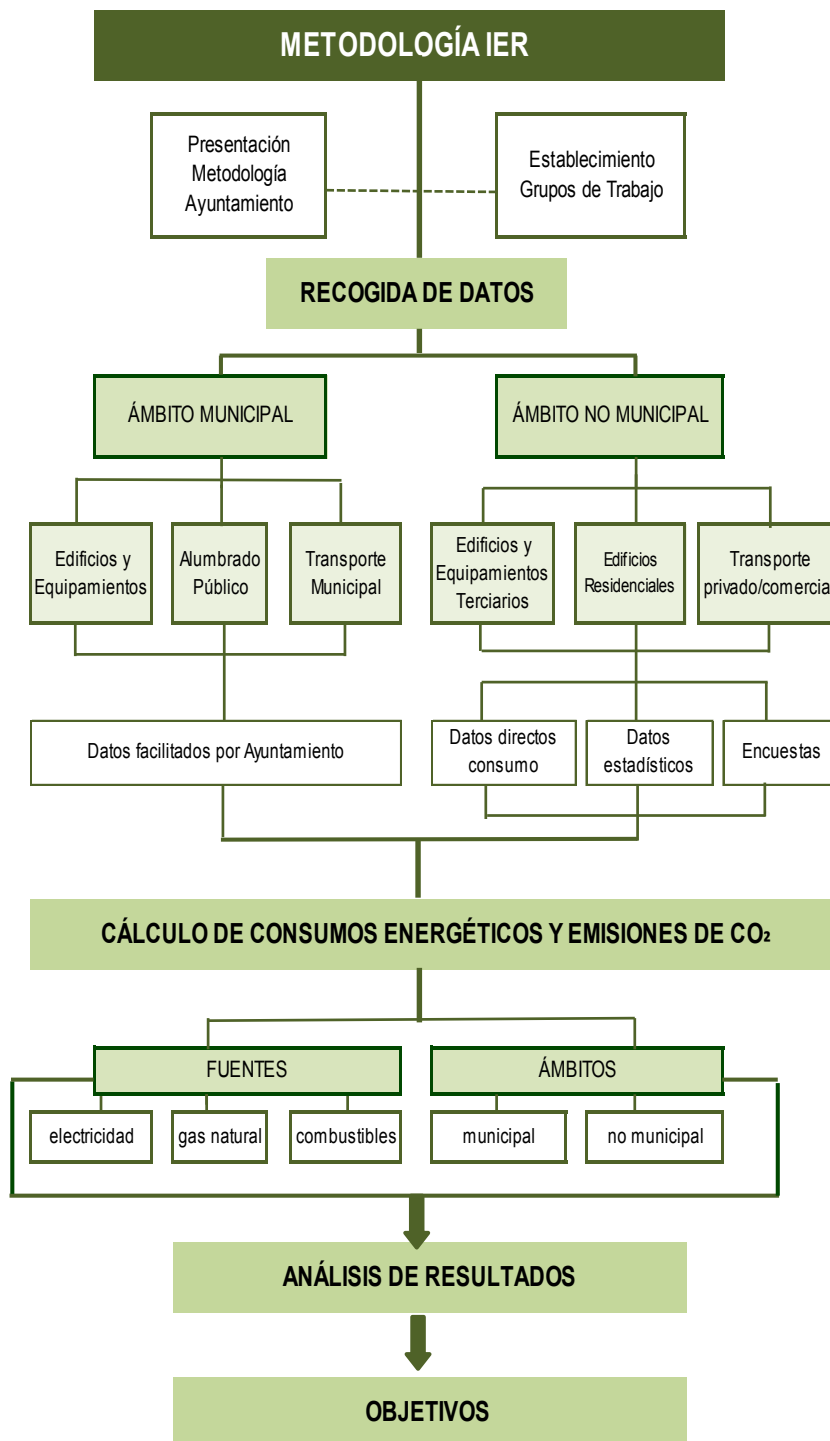 METODOLOGÍA IER
Presentación
Metodología
Ayuntamiento
Establecimiento
Grupos de Trabajo
RECOGIDA DE DATOS
ÁMBITO MUNICIPAL
ÁMBITO NO MUNICIPAL
Edificios y
Equipamientos
Alumbrado
Público
Transporte
Municipal
Edificios y
Equipamientos
Terciarios
Edificios
Residenciales
Transporte
privado/comercia
Datos facilitados por Ayuntamiento
Datos directos
consumo
Datos
estadísticos
Encuestas
CÁLCULO DE CONSUMOS ENERGÉTICOS Y EMISIONES DE CO₂
FUENTES
ÁMBITOS
electricidad
gas natural
combustibles
municipal
no municipal
ANÁLISIS DE RESULTADOS
OBJETIVOS